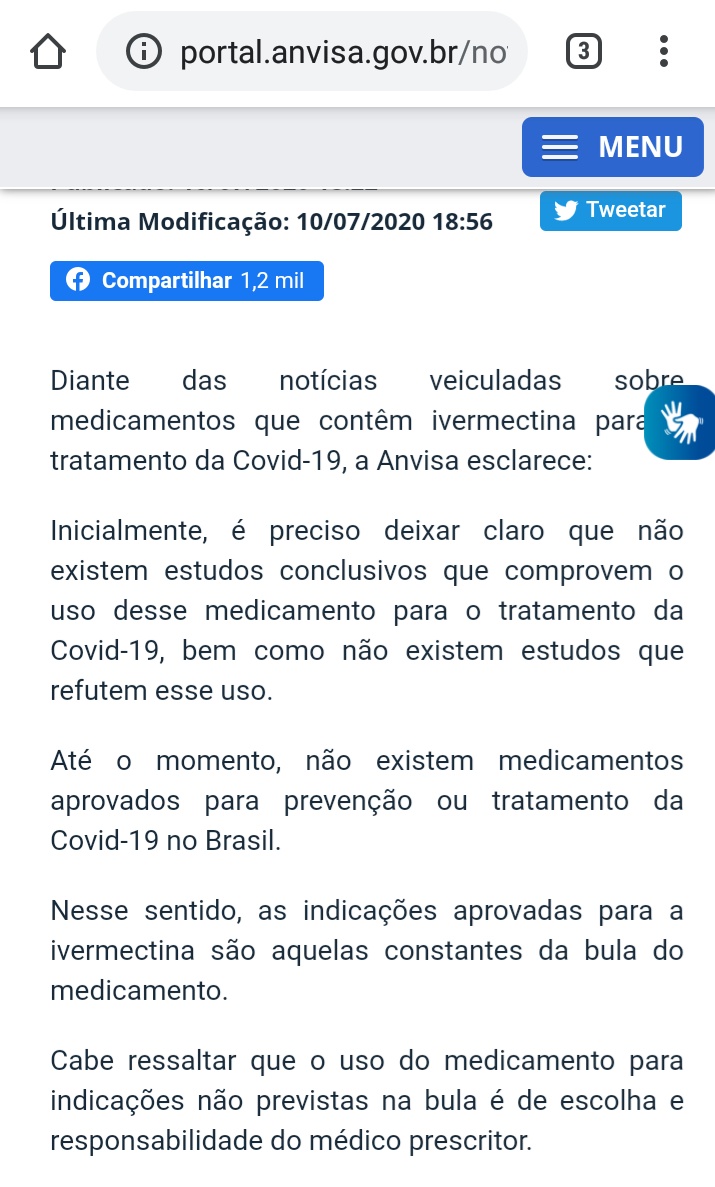 portal.anvisa.gov.br/no
3
MENU
Última Modificação: 10/07/2020 18:56
Tweetar
Compartilhar 1,2 mil
Diante das notícias veiculadas sobre
medicamentos que contêm ivermectina para
tratamento da Covid-19, a Anvisa esclarece:
Inicialmente, é preciso deixar claro que não
existem estudos conclusivos que comprovem o
uso desse medicamento para o tratamento da
Covid-19, bem como não existem estudos que
refutem esse uso.
Até o momento, não existem medicamentos
aprovados para prevenção ou tratamento da
Covid-19 no Brasil.
Nesse sentido, as indicações aprovadas para a
ivermectina são aquelas constantes da bula do
medicamento.
Cabe ressaltar que o uso do medicamento para
indicações não previstas na bula é de escolha e
responsabilidade do médico prescritor.